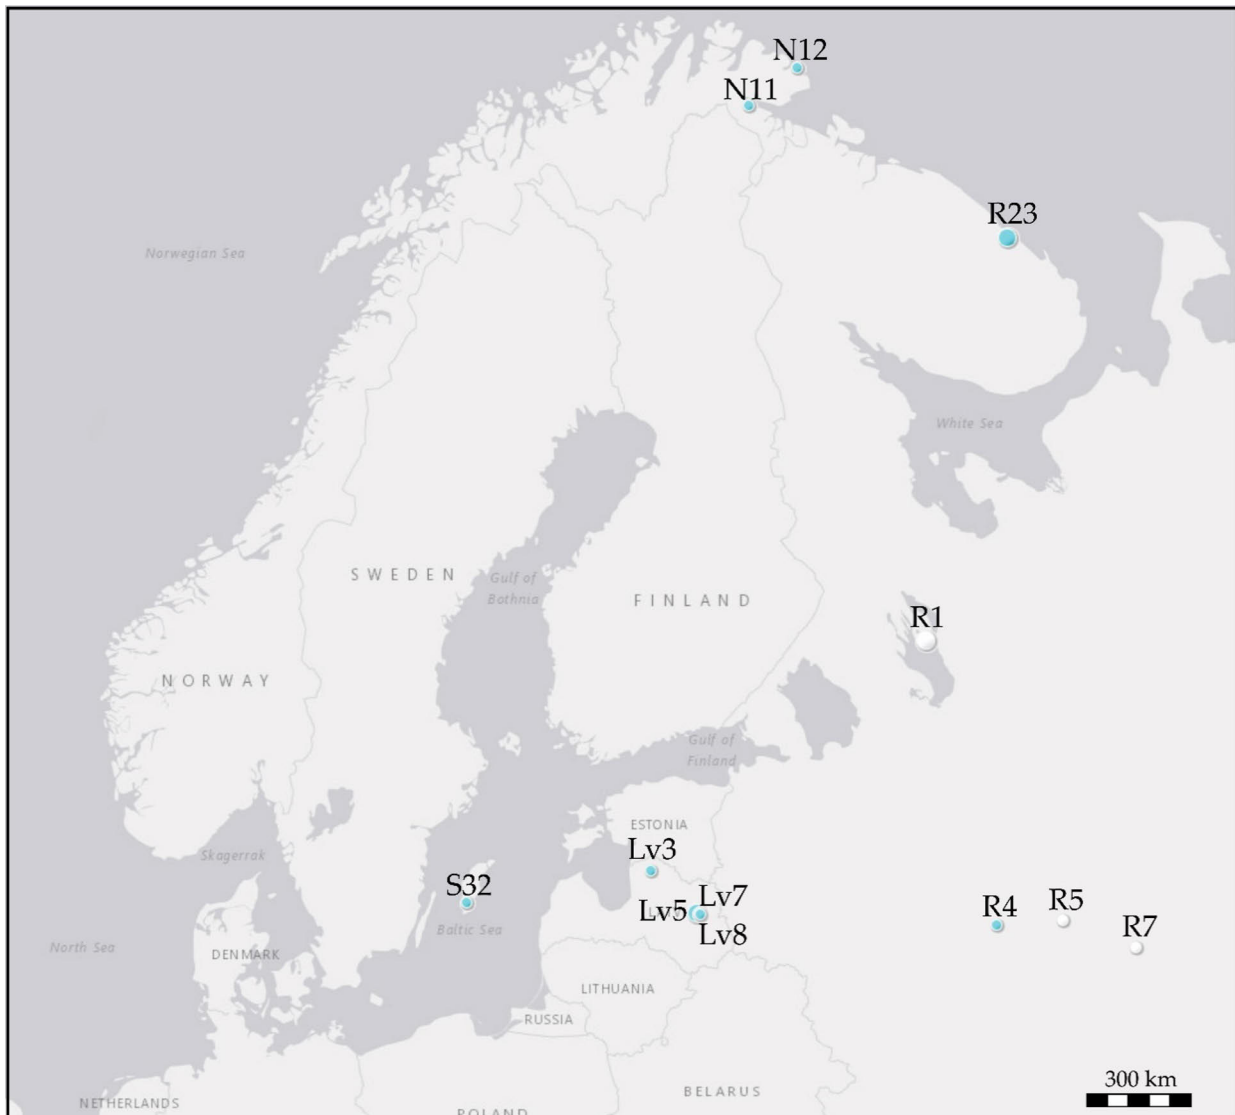 N12
N11
R23
Norwegian Sea
White Sea
SWEDEN
Gulf of
Bothnia
FINLAND
R1
NORWAY
Gulf of
Finland
ESTONIA
Skagerrak
Lv3
S32
Lv7
Lv5
R5
R4
Baltic Sea
Lv8
R7
North Sea
DENMARK
LITHUANIA
RUSSIA
300 km
BELARUS
NETHERLANDS
POLAND